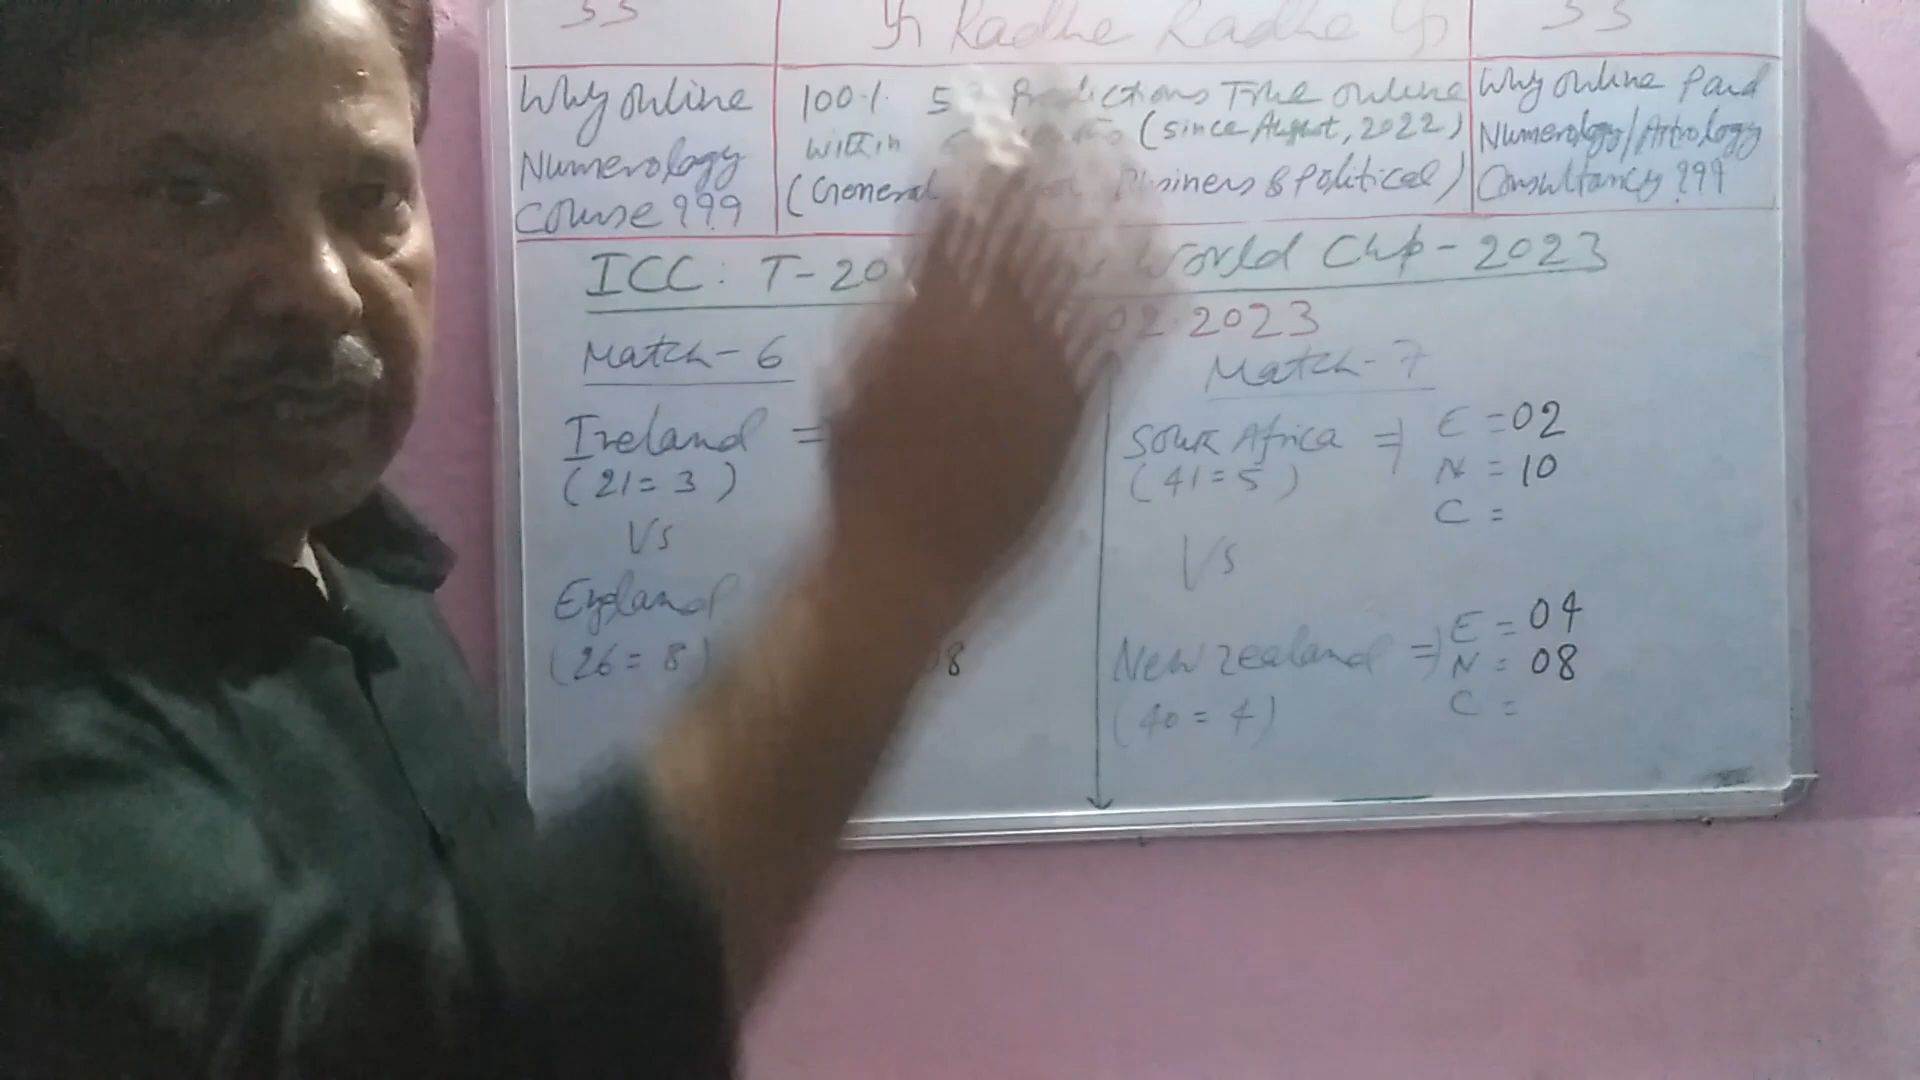 33
卐 Radhe Radhe 卐
33
Why online
Numerology
Course ???
100% 5 Predictions True online
within (Since August, 2022)
(General Business & Political)
Why online Paid
Numerology/Astrology
Consultancy ???
ICC: T-20 World Cup - 2023
02.2023
Match - 6
Ireland =
(21 = 3)
Vs
England
(26 = 8)
8
Match - 7
South Africa ⇒ E = 02
(41 = 5) N = 10
C =
Vs
New Zealand ⇒ E = 04
N = 08
(40 = 4) C =